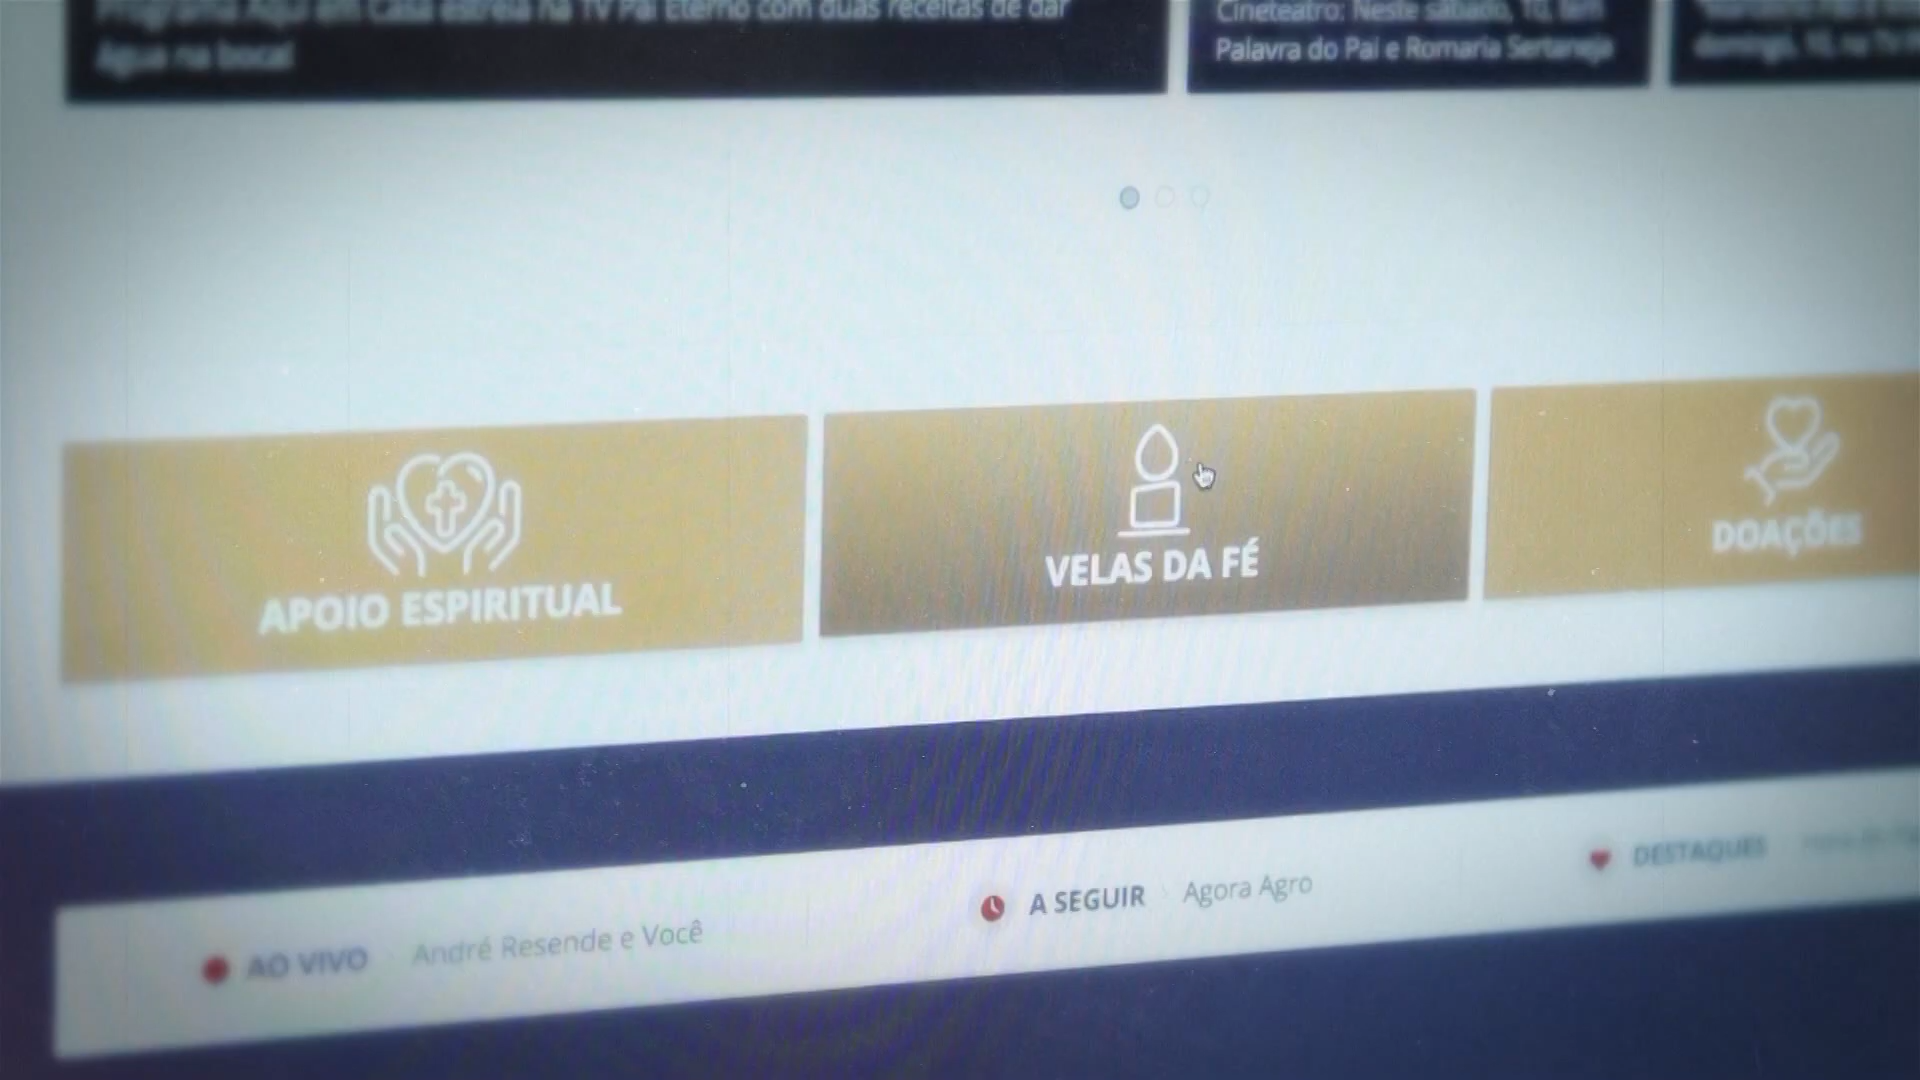 Programa Aqui em Casa estreia na TV Pai Eterno com duas receitas de dar
água na boca!
Cineteatro: Neste sábado, 10, tem
Palavra do Pai e Romaria Sertaneja
domingo,
APOIO ESPIRITUAL
VELAS DA FÉ
DOAÇÕES
AO VIVO André Resende e Você
A SEGUIR Agora Agro
DESTAQUES